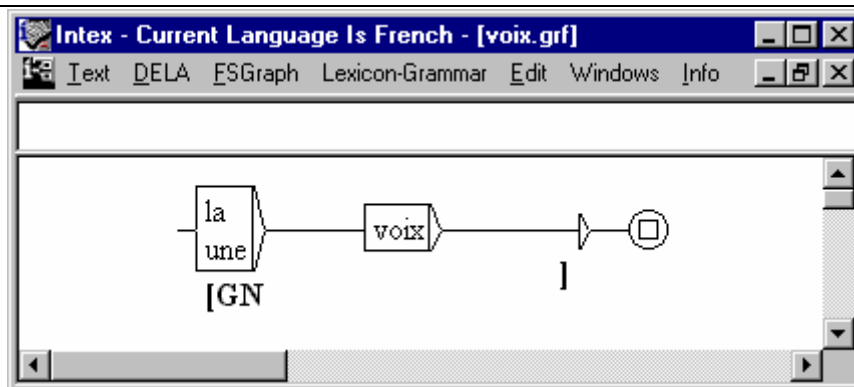 Intex - Current Language Is French - [voix.grf]
Text DELA FSGraph Lexicon-Grammar Edit Windows Info
la
une
voix
[GN
]